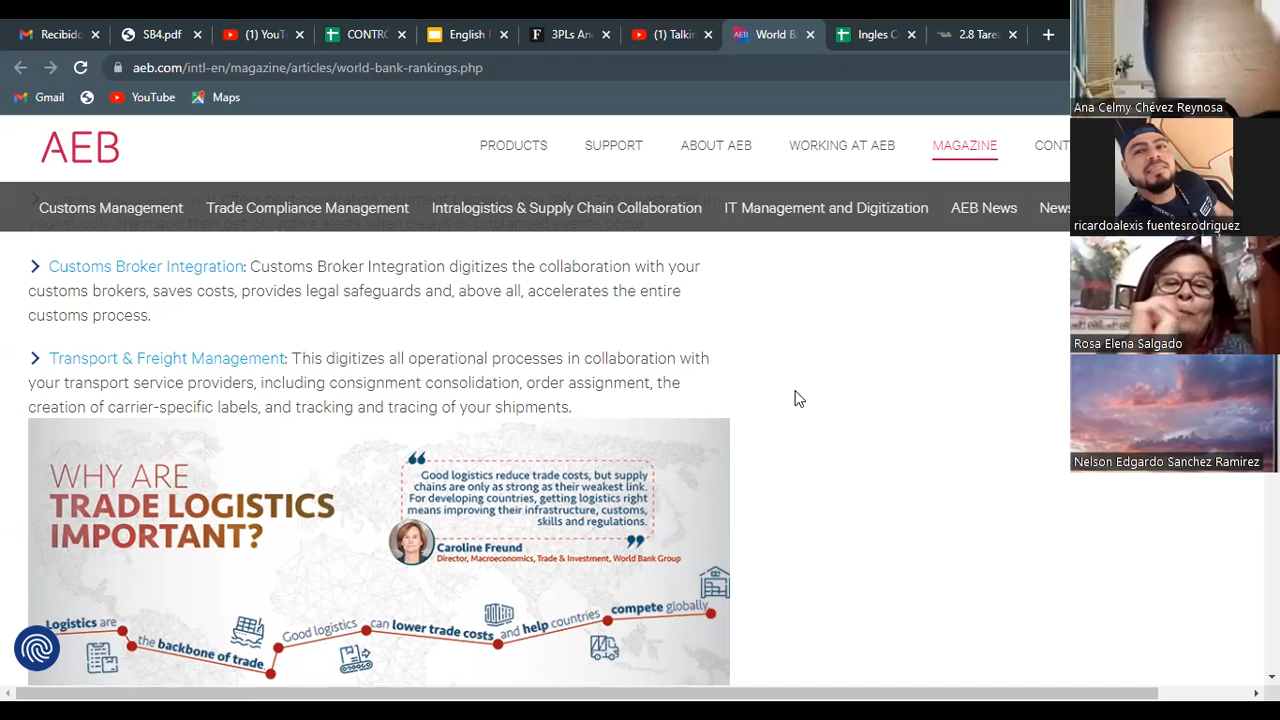 Recibido
SB4.pdf
(1) YouT
CONTRO
English F
3PLs And
(1) Talkin
World B
Ingles C
2.8 Tarea
aeb.com/intl-en/magazine/articles/world-bank-rankings.php
Gmail
YouTube
Maps
AEB
PRODUCTS
SUPPORT
ABOUT AEB
WORKING AT AEB
MAGAZINE
CONT
Customs Management
Trade Compliance Management
Intralogistics & Supply Chain Collaboration
IT Management and Digitization
AEB News
News
Customs Broker Integration: Customs Broker Integration digitizes the collaboration with your
customs brokers, saves costs, provides legal safeguards and, above all, accelerates the entire
customs process.
Transport & Freight Management: This digitizes all operational processes in collaboration with
your transport service providers, including consignment consolidation, order assignment, the
creation of carrier-specific labels, and tracking and tracing of your shipments.
WHY ARE
TRADE LOGISTICS
IMPORTANT?
Good logistics reduce trade costs, but supply
chains are only as strong as their weakest link.
For developing countries, getting logistics right
means improving their infrastructure, customs,
skills and regulations.
Caroline Freund
Director, Macroeconomics, Trade & Investment, World Bank Group
Logistics are
the backbone of trade.
Good logistics
can lower trade costs
and help countries
compete globally
Ana Celmy Chévez Reynosa
ricardoalexis fuentesrodriguez
Rosa Elena Salgado
Nelson Edgardo Sanchez Ramirez